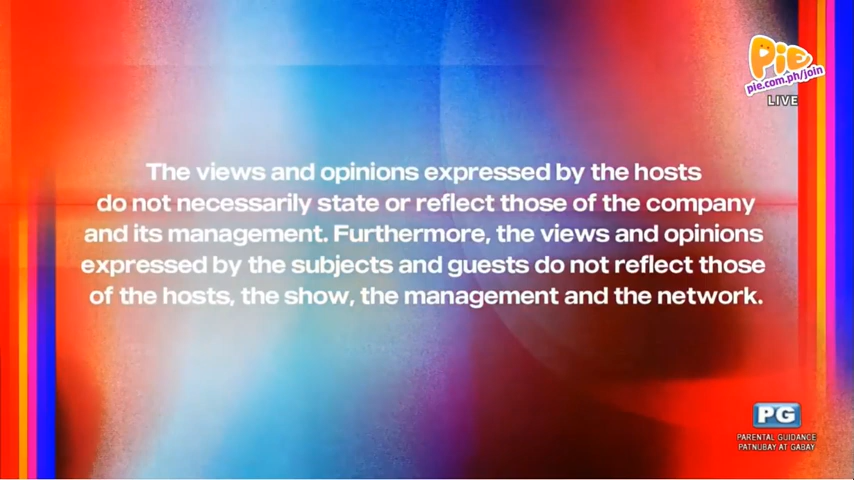 Pie
pie.com.ph/join
LIVE
The views and opinions expressed by the hosts
do not necessarily state or reflect those of the company
and its management. Furthermore, the views and opinions
expressed by the subjects and guests do not reflect those
of the hosts, the show, the management and the network.
PG
PARENTAL GUIDANCE
PATNUBAY AT GABAY